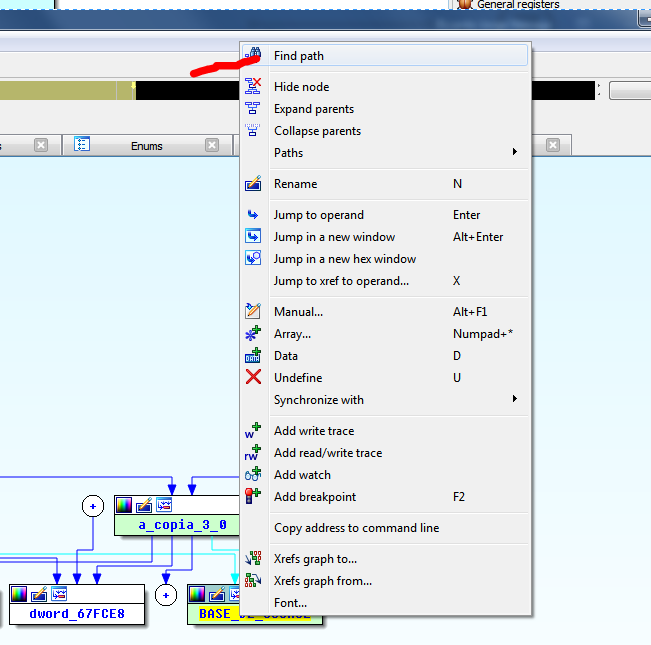 General registers
Find path
Hide node
Expand parents
Collapse parents
Paths
Enums
Rename N
Jump to operand Enter
Jump in a new window Alt+Enter
Jump in a new hex window
Jump to xref to operand... X
Manual... Alt+F1
Array... Numpad+*
Data D
Undefine U
Synchronize with
Add write trace
Add read/write trace
Add watch
Add breakpoint F2
Copy address to command line
Xrefs graph to...
Xrefs graph from...
Font...
a_copia_3_0
dword_67FCE8